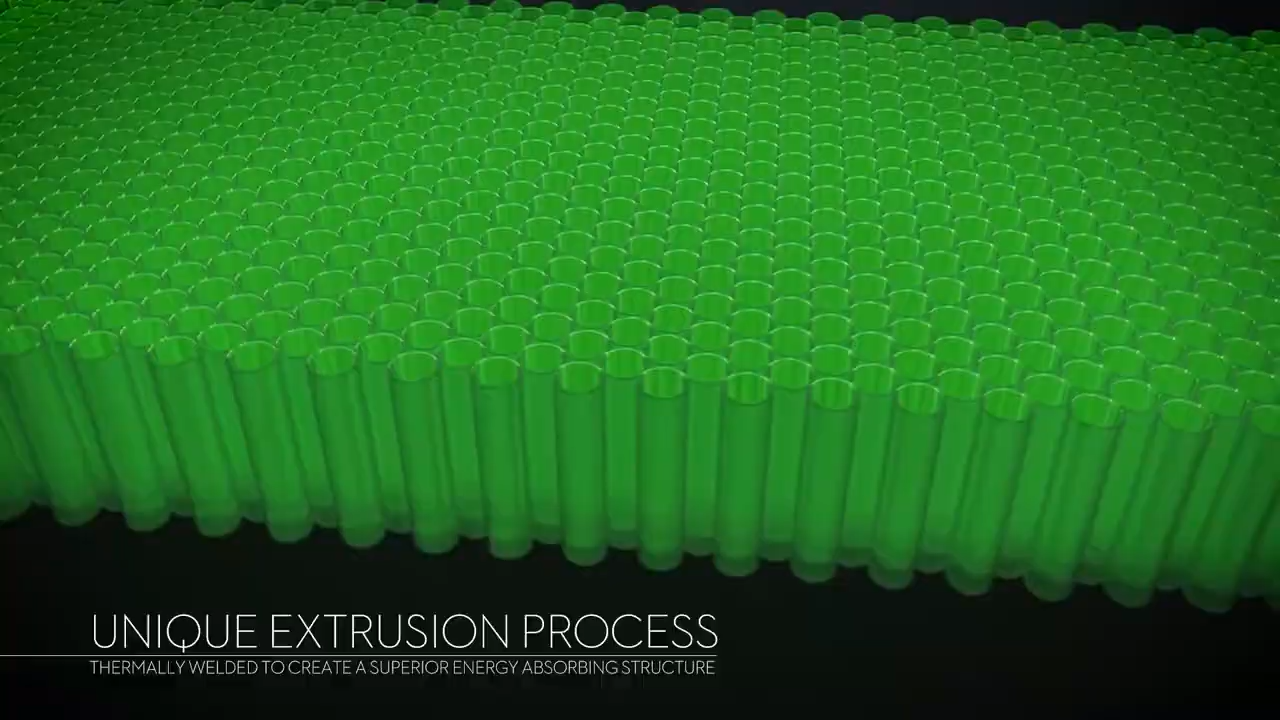 UNIQUE EXTRUSION PROCESS
THERMALLY WELDED TO CREATE A SUPERIOR ENERGY ABSORBING STRUCTURE